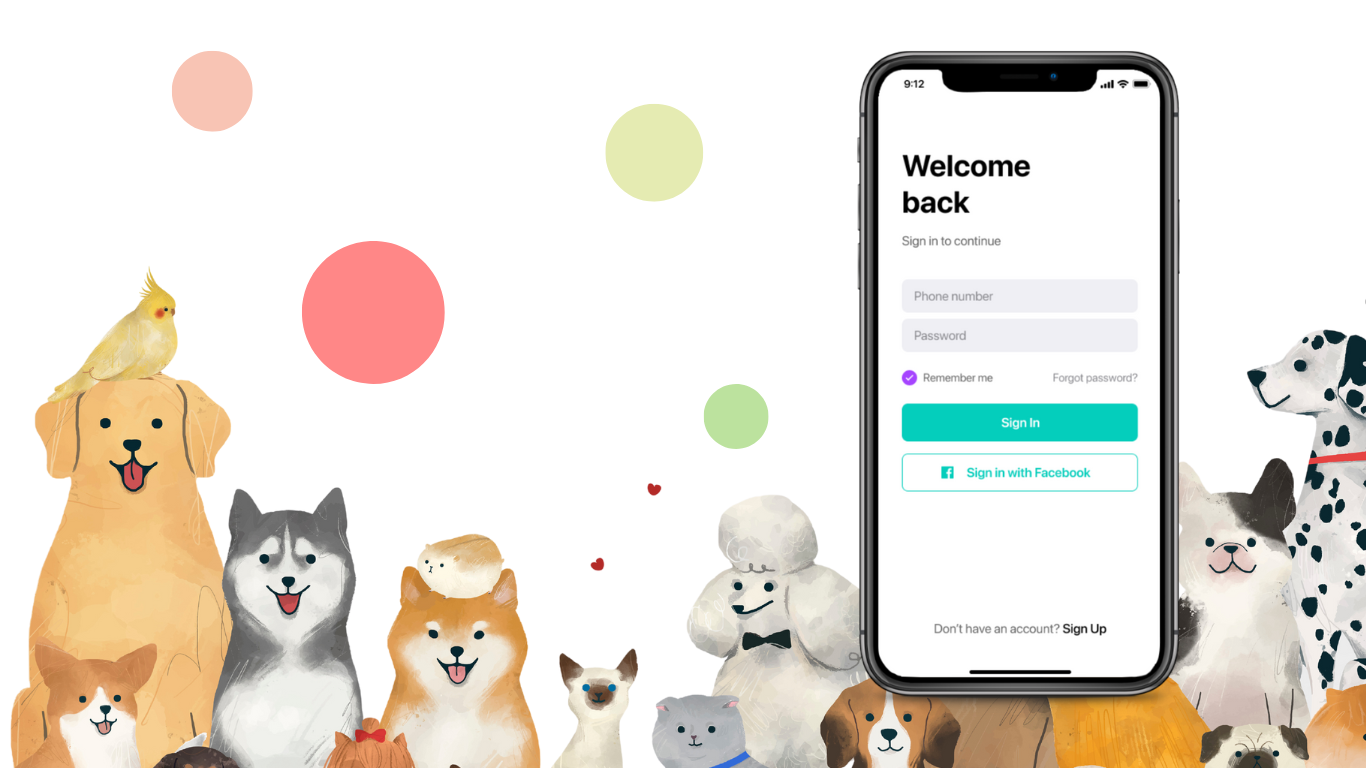 9:12
Welcome
back
Sign in to continue
Phone number
Password
Remember me Forgot password?
Sign In
Sign in with Facebook
Don't have an account? Sign Up